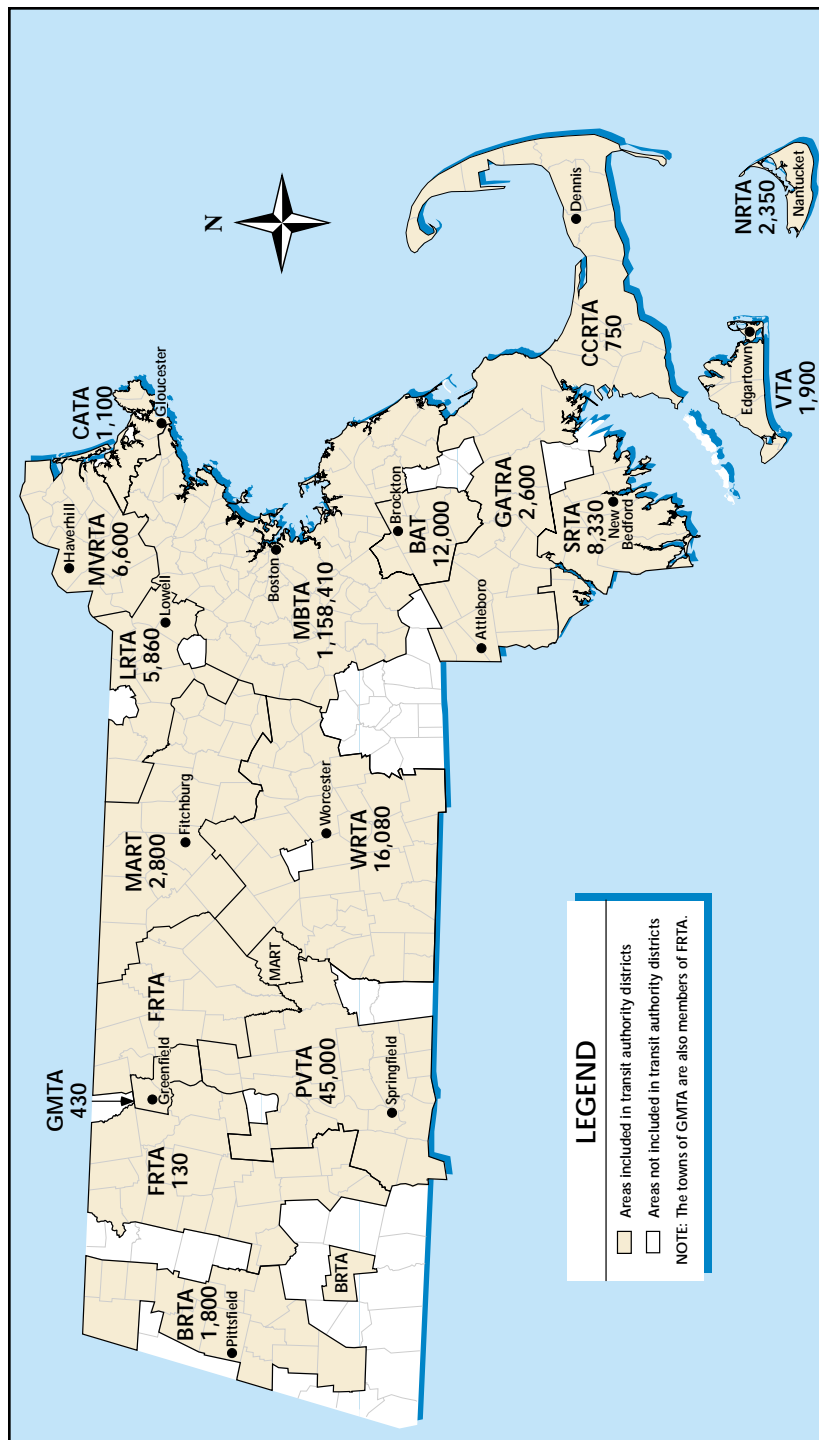 N
CATA
1,100
Gloucester
Haverhill
MVRTA
6,600
Lowell
LRTA
5,860
Boston
MBTA
1,158,410
Brockton
BAT
12,000
Attleboro
GATRA
2,600
SRTA
8,330
New
Bedford
CCRTA
750
Dennis
NRTA
2,350
Nantucket
Edgartown
VTA
1,900
MART
2,800
Fitchburg
Worcester
WRTA
16,080
MART
FRTA
GMTA
430
Greenfield
FRTA
130
PVTA
45,000
Springfield
BRTA
1,800
Pittsfield
BRTA
LEGEND
Areas included in transit authority districts
Areas not included in transit authority districts
NOTE: The towns of GMTA are also members of FRTA.